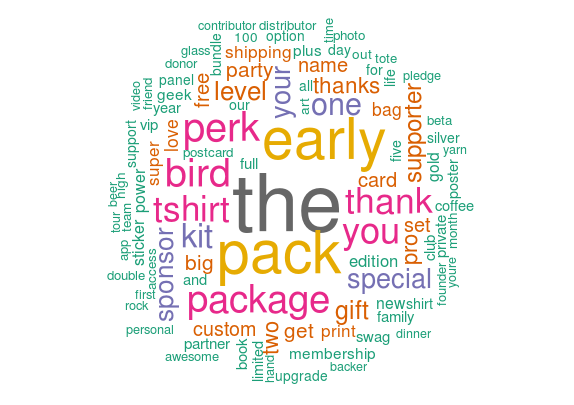 contributor distributor
time
photo
100 option
glass
bundle
shipping plus day out tote
donor
party name for
life
pledge
panel
free
level
your
all thanks
video
friend
geek
our
art
one
bag
supporter
year
perk
early
beta
vip
love
silver
support
super
postcard
full
five
gold
poster
yarn
bird
the
card
high
beer
power
tshirt
thank
coffee
tour
team
kit
you
pro set
club
private
month
app
sticker
sponsor
pack
access
big
edition
founder
youre
double
and
special
first
package
gift
newshirt
rock
family
personal
custom
two
get print swag dinner
partner
book
limited
hand
membership
awesome
backer
upgrade